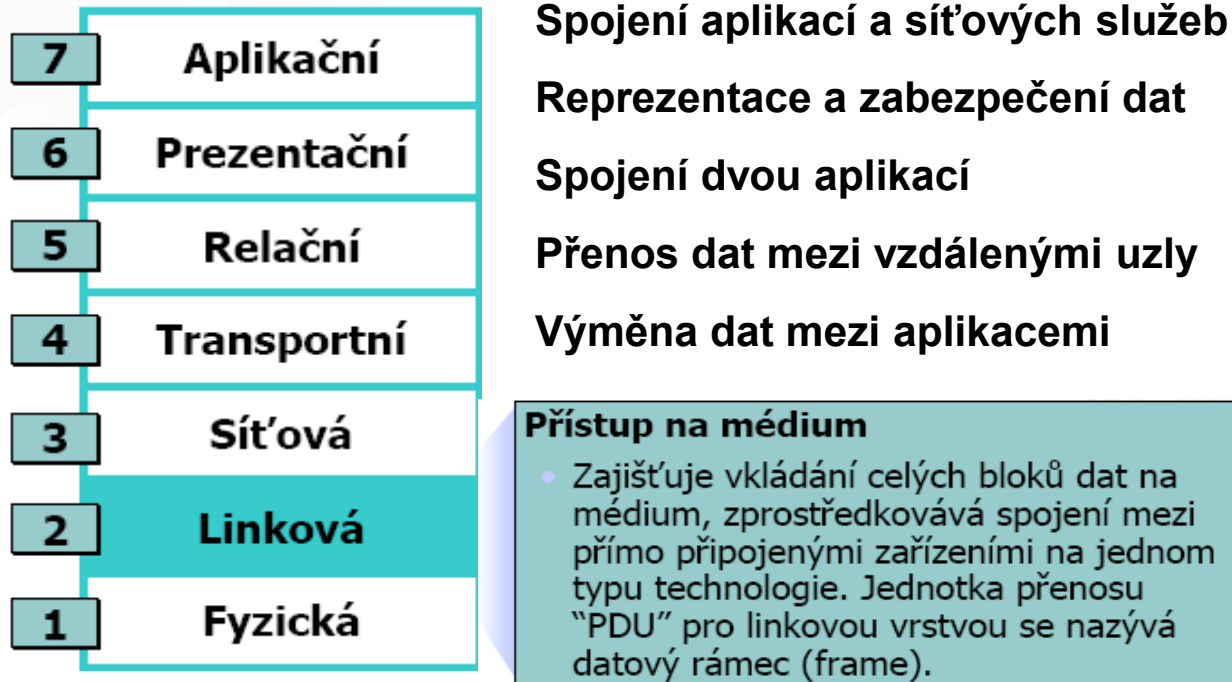 Spojení aplikací a síťových služeb
7 Aplikační
Reprezentace a zabezpečení dat
6 Prezentační
Spojení dvou aplikací
5 Relační
Přenos dat mezi vzdálenými uzly
4 Transportní
Výměna dat mezi aplikacemi
3 Síťová
2 Linková
1 Fyzická
Přístup na médium
• Zajišťuje vkládání celých bloků dat na
médium, zprostředkovává spojení mezi
přímo připojenými zařízeními na jednom
typu technologie. Jednotka přenosu
“PDU” pro linkovou vrstvou se nazývá
datový rámec (frame).